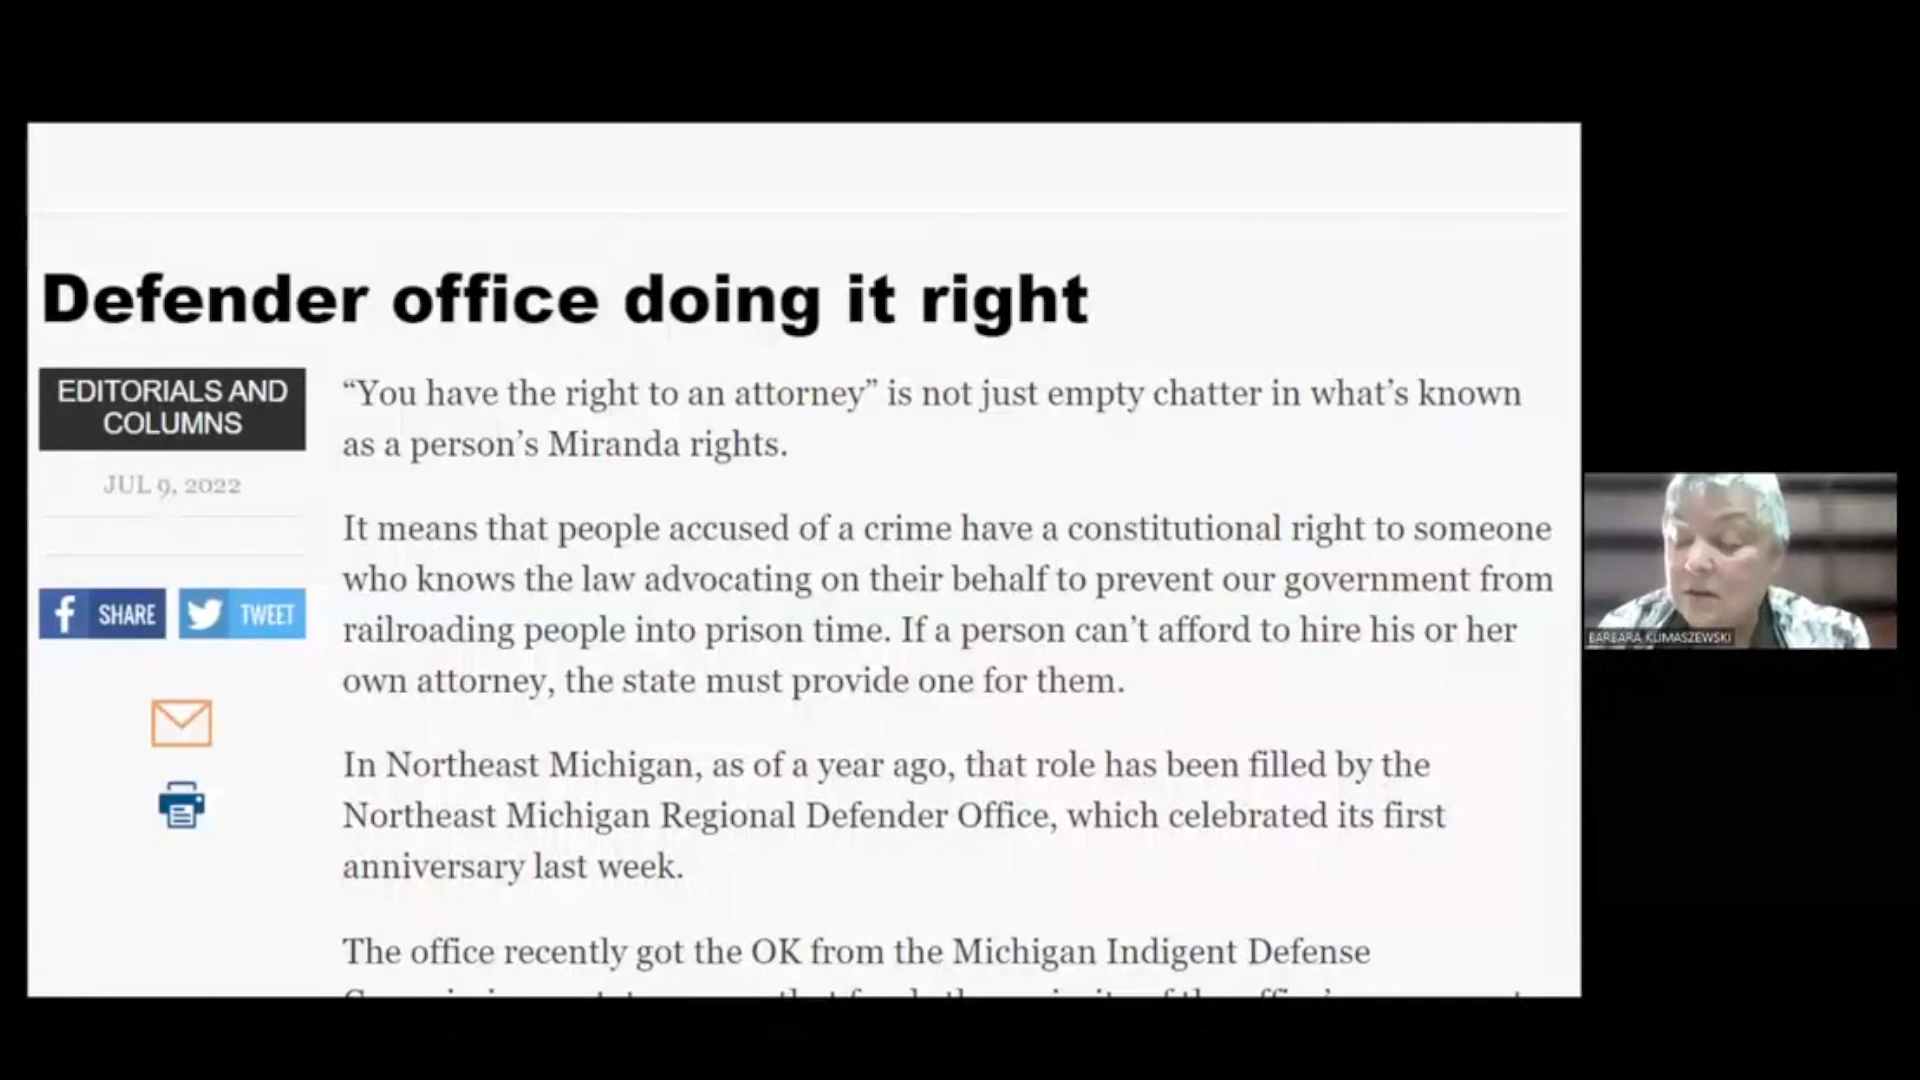 Defender office doing it right
EDITORIALS AND
COLUMNS
JUL 9, 2022
SHARE
TWEET
“You have the right to an attorney” is not just empty chatter in what’s known
as a person’s Miranda rights.
It means that people accused of a crime have a constitutional right to someone
who knows the law advocating on their behalf to prevent our government from
railroading people into prison time. If a person can’t afford to hire his or her
own attorney, the state must provide one for them.
In Northeast Michigan, as of a year ago, that role has been filled by the
Northeast Michigan Regional Defender Office, which celebrated its first
anniversary last week.
The office recently got the OK from the Michigan Indigent Defense
BARBARA KLIMASZEWSKI